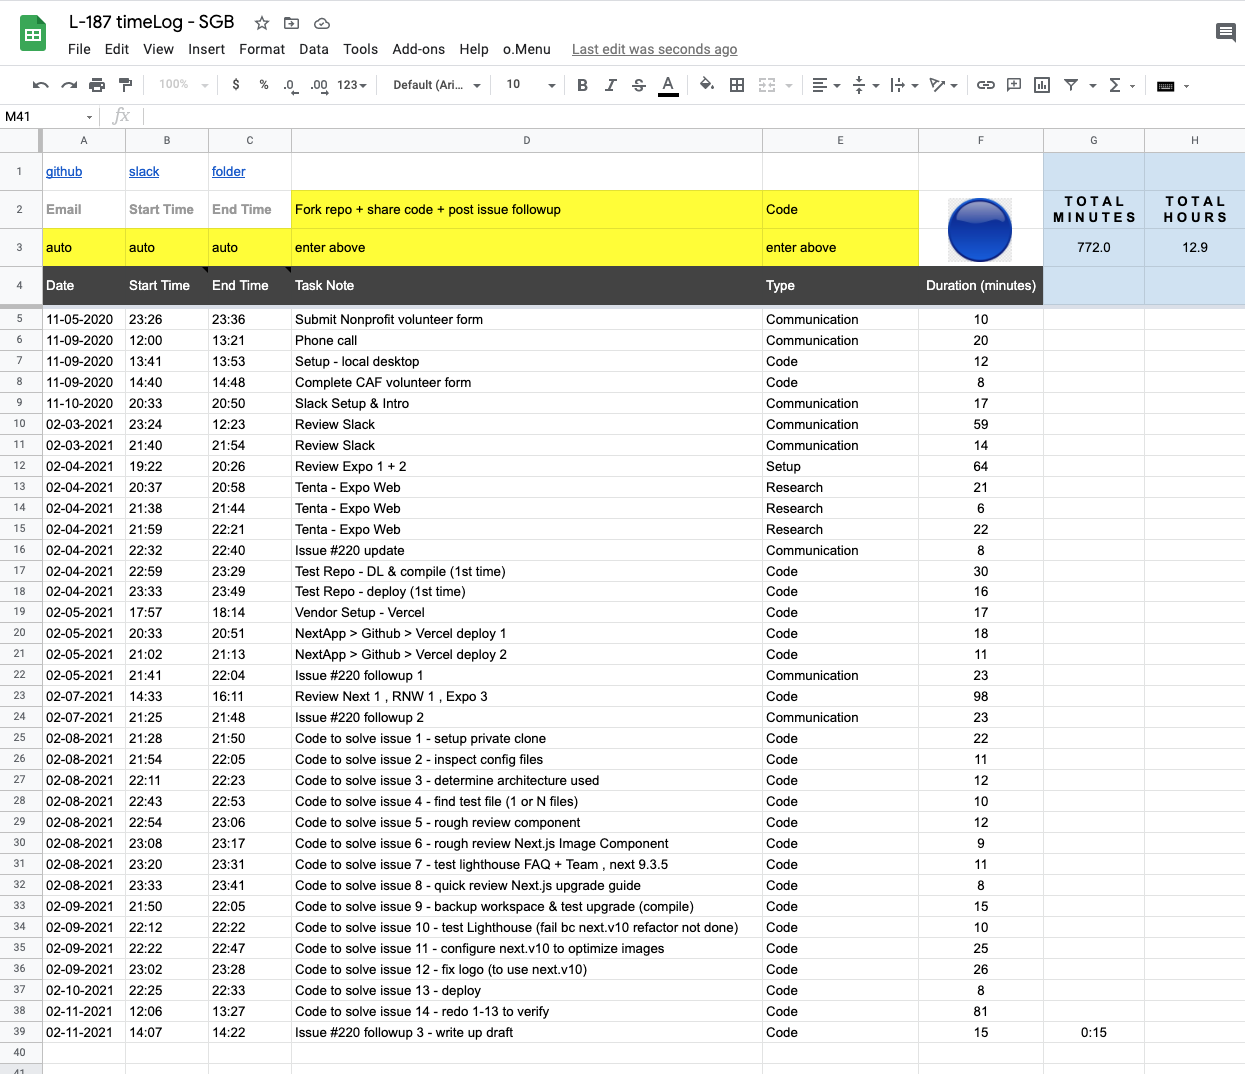 L-187 timeLog - SGB
File Edit View Insert Format Data Tools Add-ons Help o.Menu Last edit was seconds ago
100% $ % .0 .00 123 Default (Ari... 10 B I S A
M41 fx
A B C D E F G H
1 github slack folder
2 Email Start Time End Time Fork repo + share code + post issue followup Code TOTAL MINUTES TOTAL HOURS
3 auto auto auto enter above enter above 772.0 12.9
4 Date Start Time End Time Task Note Type Duration (minutes)
5 11-05-2020 23:26 23:36 Submit Nonprofit volunteer form Communication 10
6 11-09-2020 12:00 13:21 Phone call Communication 20
7 11-09-2020 13:41 13:53 Setup - local desktop Code 12
8 11-09-2020 14:40 14:48 Complete CAF volunteer form Code 8
9 11-10-2020 20:33 20:50 Slack Setup & Intro Communication 17
10 02-03-2021 23:24 12:23 Review Slack Communication 59
11 02-03-2021 21:40 21:54 Review Slack Communication 14
12 02-04-2021 19:22 20:26 Review Expo 1 + 2 Setup 64
13 02-04-2021 20:37 20:58 Tenta - Expo Web Research 21
14 02-04-2021 21:38 21:44 Tenta - Expo Web Research 6
15 02-04-2021 21:59 22:21 Tenta - Expo Web Research 22
16 02-04-2021 22:32 22:40 Issue #220 update Communication 8
17 02-04-2021 22:59 23:29 Test Repo - DL & compile (1st time) Code 30
18 02-04-2021 23:33 23:49 Test Repo - deploy (1st time) Code 16
19 02-05-2021 17:57 18:14 Vendor Setup - Vercel Code 17
20 02-05-2021 20:33 20:51 NextApp > Github > Vercel deploy 1 Code 18
21 02-05-2021 21:02 21:13 NextApp > Github > Vercel deploy 2 Code 11
22 02-05-2021 21:41 22:04 Issue #220 followup 1 Communication 23
23 02-07-2021 14:33 16:11 Review Next 1 , RNW 1 , Expo 3 Code 98
24 02-07-2021 21:25 21:48 Issue #220 followup 2 Communication 23
25 02-08-2021 21:28 21:50 Code to solve issue 1 - setup private clone Code 22
26 02-08-2021 21:54 22:05 Code to solve issue 2 - inspect config files Code 11
27 02-08-2021 22:11 22:23 Code to solve issue 3 - determine architecture used Code 12
28 02-08-2021 22:43 22:53 Code to solve issue 4 - find test file (1 or N files) Code 10
29 02-08-2021 22:54 23:06 Code to solve issue 5 - rough review component Code 12
30 02-08-2021 23:08 23:17 Code to solve issue 6 - rough review Next.js Image Component Code 9
31 02-08-2021 23:20 23:31 Code to solve issue 7 - test lighthouse FAQ + Team , next 9.3.5 Code 11
32 02-08-2021 23:33 23:41 Code to solve issue 8 - quick review Next.js upgrade guide Code 8
33 02-09-2021 21:50 22:05 Code to solve issue 9 - backup workspace & test upgrade (compile) Code 15
34 02-09-2021 22:12 22:22 Code to solve issue 10 - test Lighthouse (fail bc next.v10 refactor not done) Code 10
35 02-09-2021 22:22 22:47 Code to solve issue 11 - configure next.v10 to optimize images Code 25
36 02-09-2021 23:02 23:28 Code to solve issue 12 - fix logo (to use next.v10) Code 26
37 02-10-2021 22:25 22:33 Code to solve issue 13 - deploy Code 8
38 02-11-2021 12:06 13:27 Code to solve issue 14 - redo 1-13 to verify Code 81
39 02-11-2021 14:07 14:22 Issue #220 followup 3 - write up draft Code 15 0:15
40
41